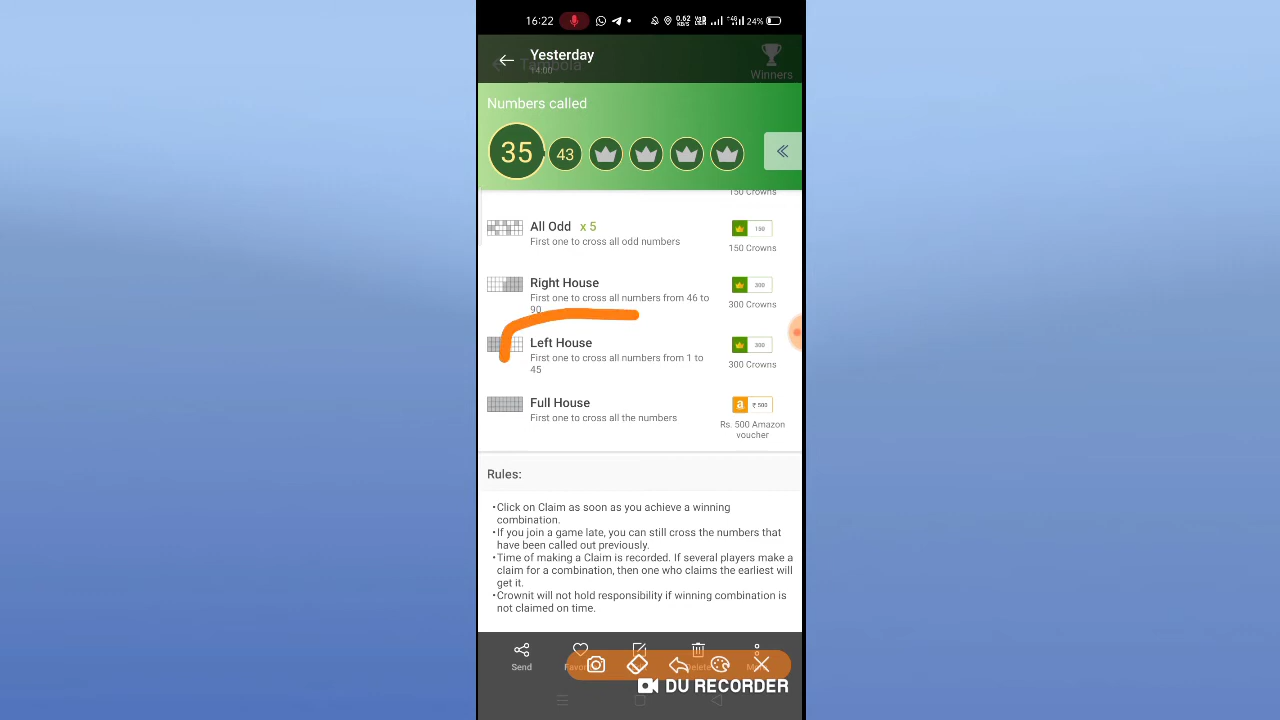 16:22
0.62
KB/S
24%
Yesterday
14:00
Tambola
Winners
Numbers called
35 43
150 Crowns
All Odd x 5
First one to cross all odd numbers
150
150 Crowns
Right House
First one to cross all numbers from 46 to
90
300
300 Crowns
Left House
First one to cross all numbers from 1 to
45
300
300 Crowns
Full House
First one to cross all the numbers
a ₹ 500
Rs. 500 Amazon
voucher
Rules:
•Click on Claim as soon as you achieve a winning
combination.
•If you join a game late, you can still cross the numbers that
have been called out previously.
•Time of making a Claim is recorded. If several players make a
claim for a combination, then one who claims the earliest will
get it.
•Crownit will not hold responsibility if winning combination is
not claimed on time.
Send
DU RECORDER